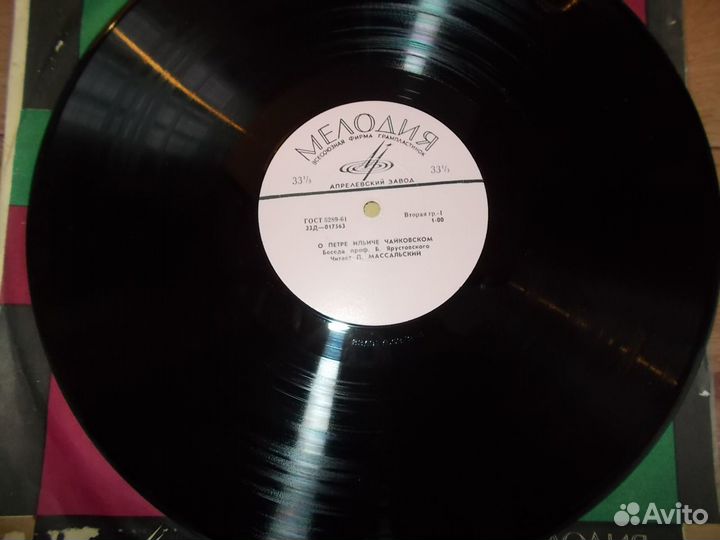 МЕЛОДИЯ
ВСЕСОЮЗНАЯ ФИРМА ГРАМПЛАСТИНОК
33⅓ 33⅓
АПРЕЛЕВСКИЙ ЗАВОД
ГОСТ 5289-61 Вторая гр.-1
33Д—017563 1-00
О ПЕТРЕ ИЛЬИЧЕ ЧАЙКОВСКОМ
Беседа проф. Б. Ярустовского
Читает П. МАССАЛЬСКИЙ
Avito